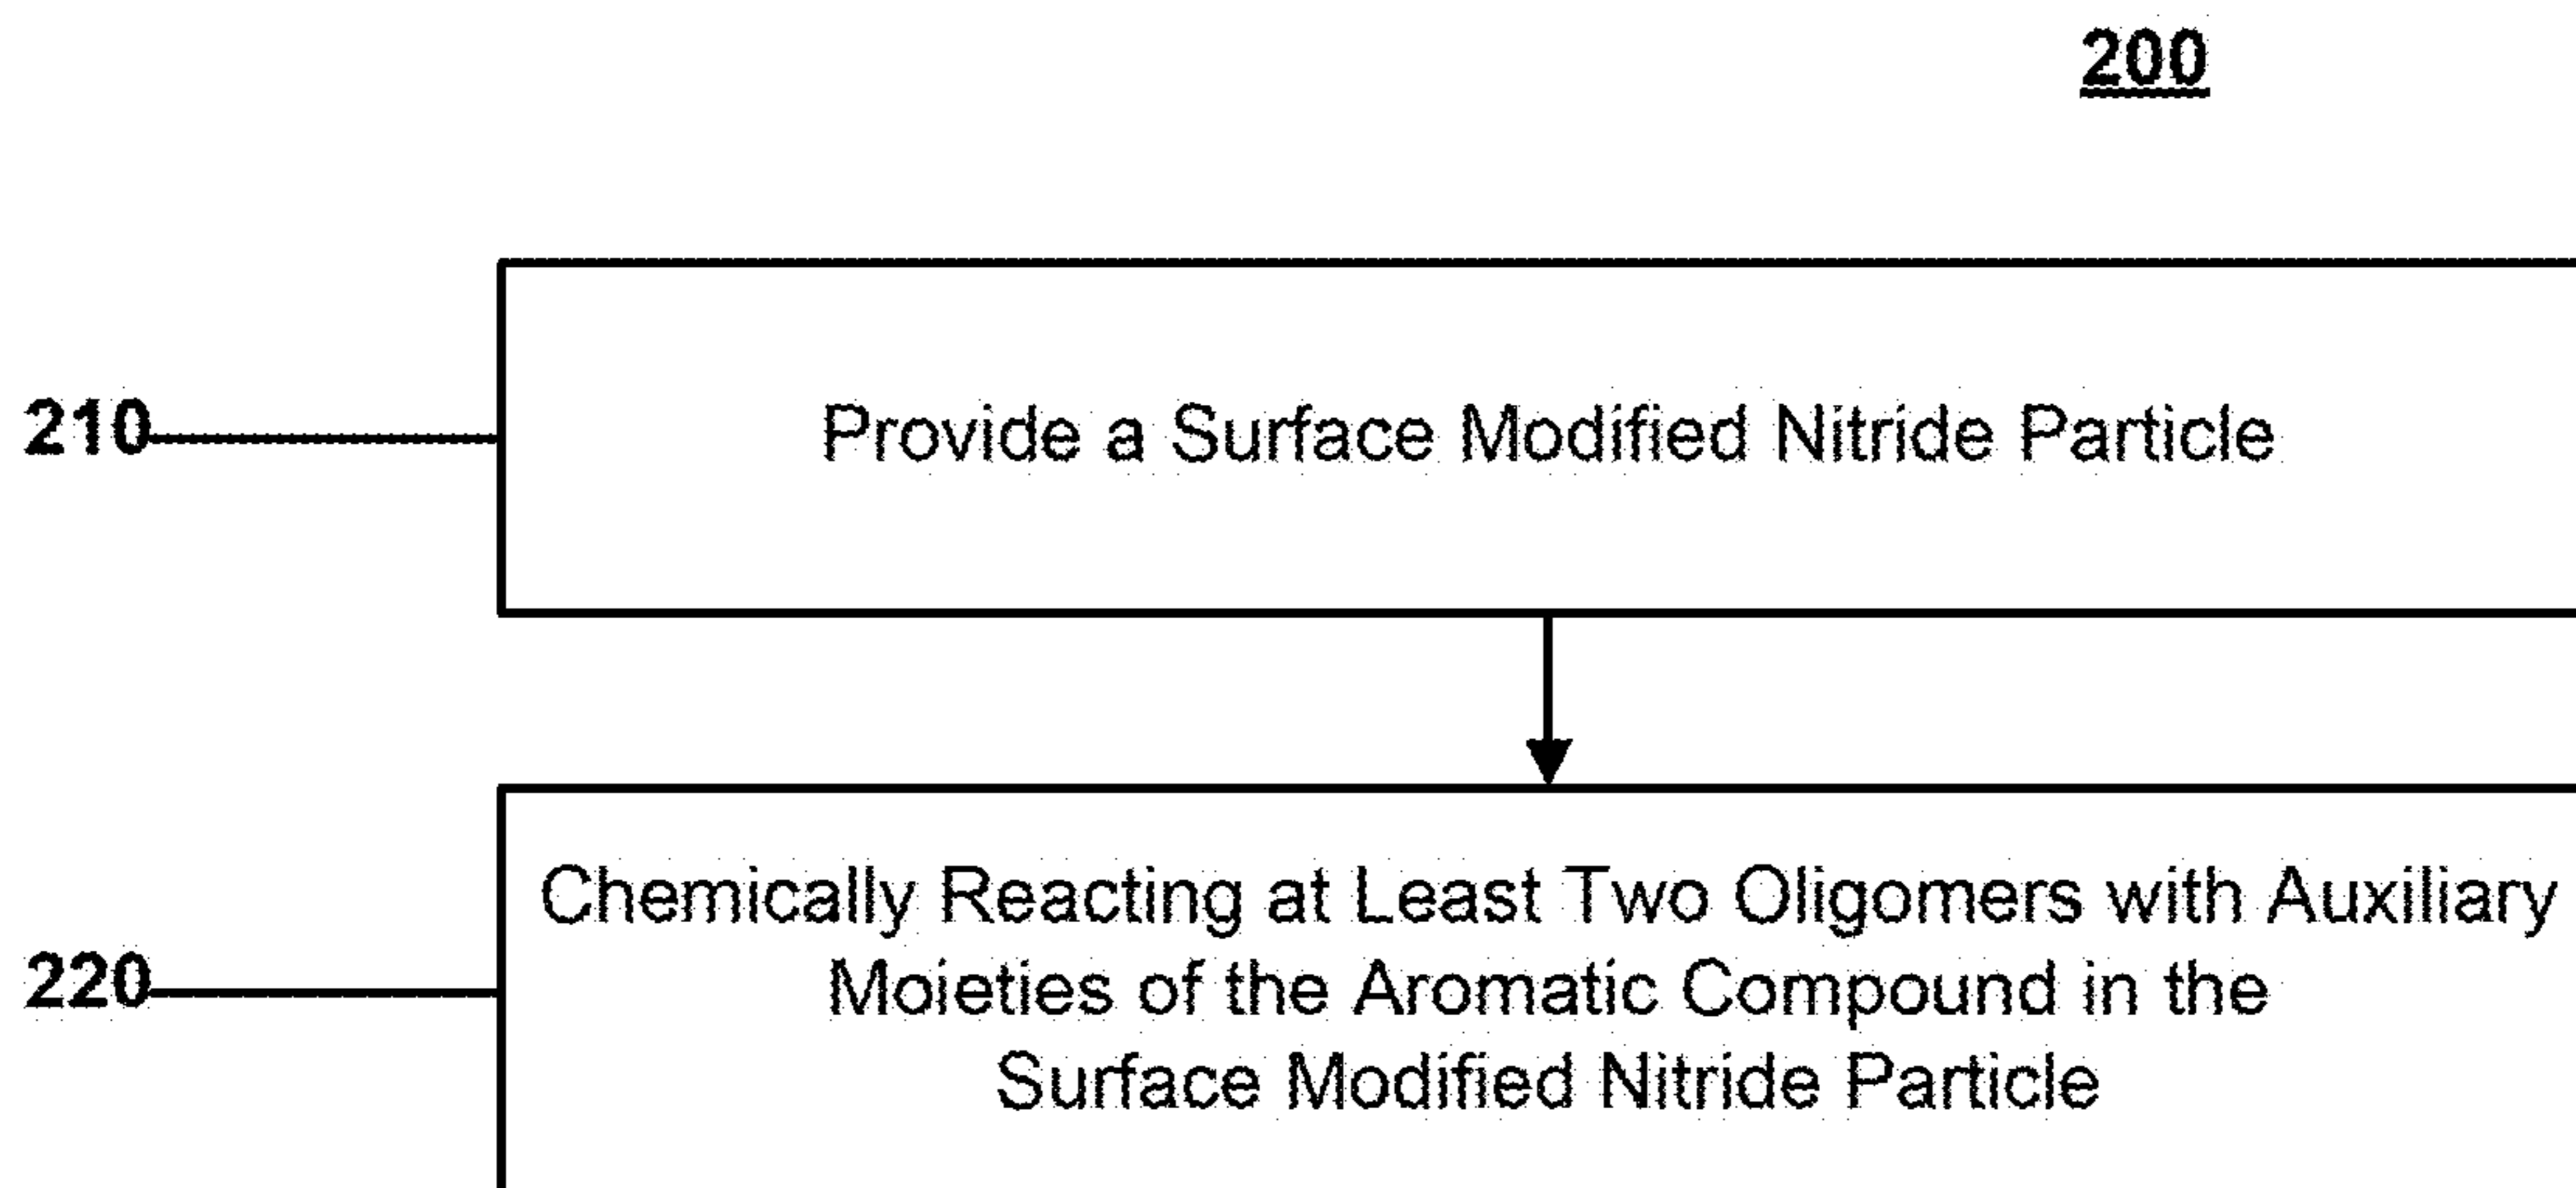 200
210
Provide a Surface Modified Nitride Particle
220
Chemically Reacting at Least Two Oligomers with Auxiliary
Moieties of the Aromatic Compound in the
Surface Modified Nitride Particle